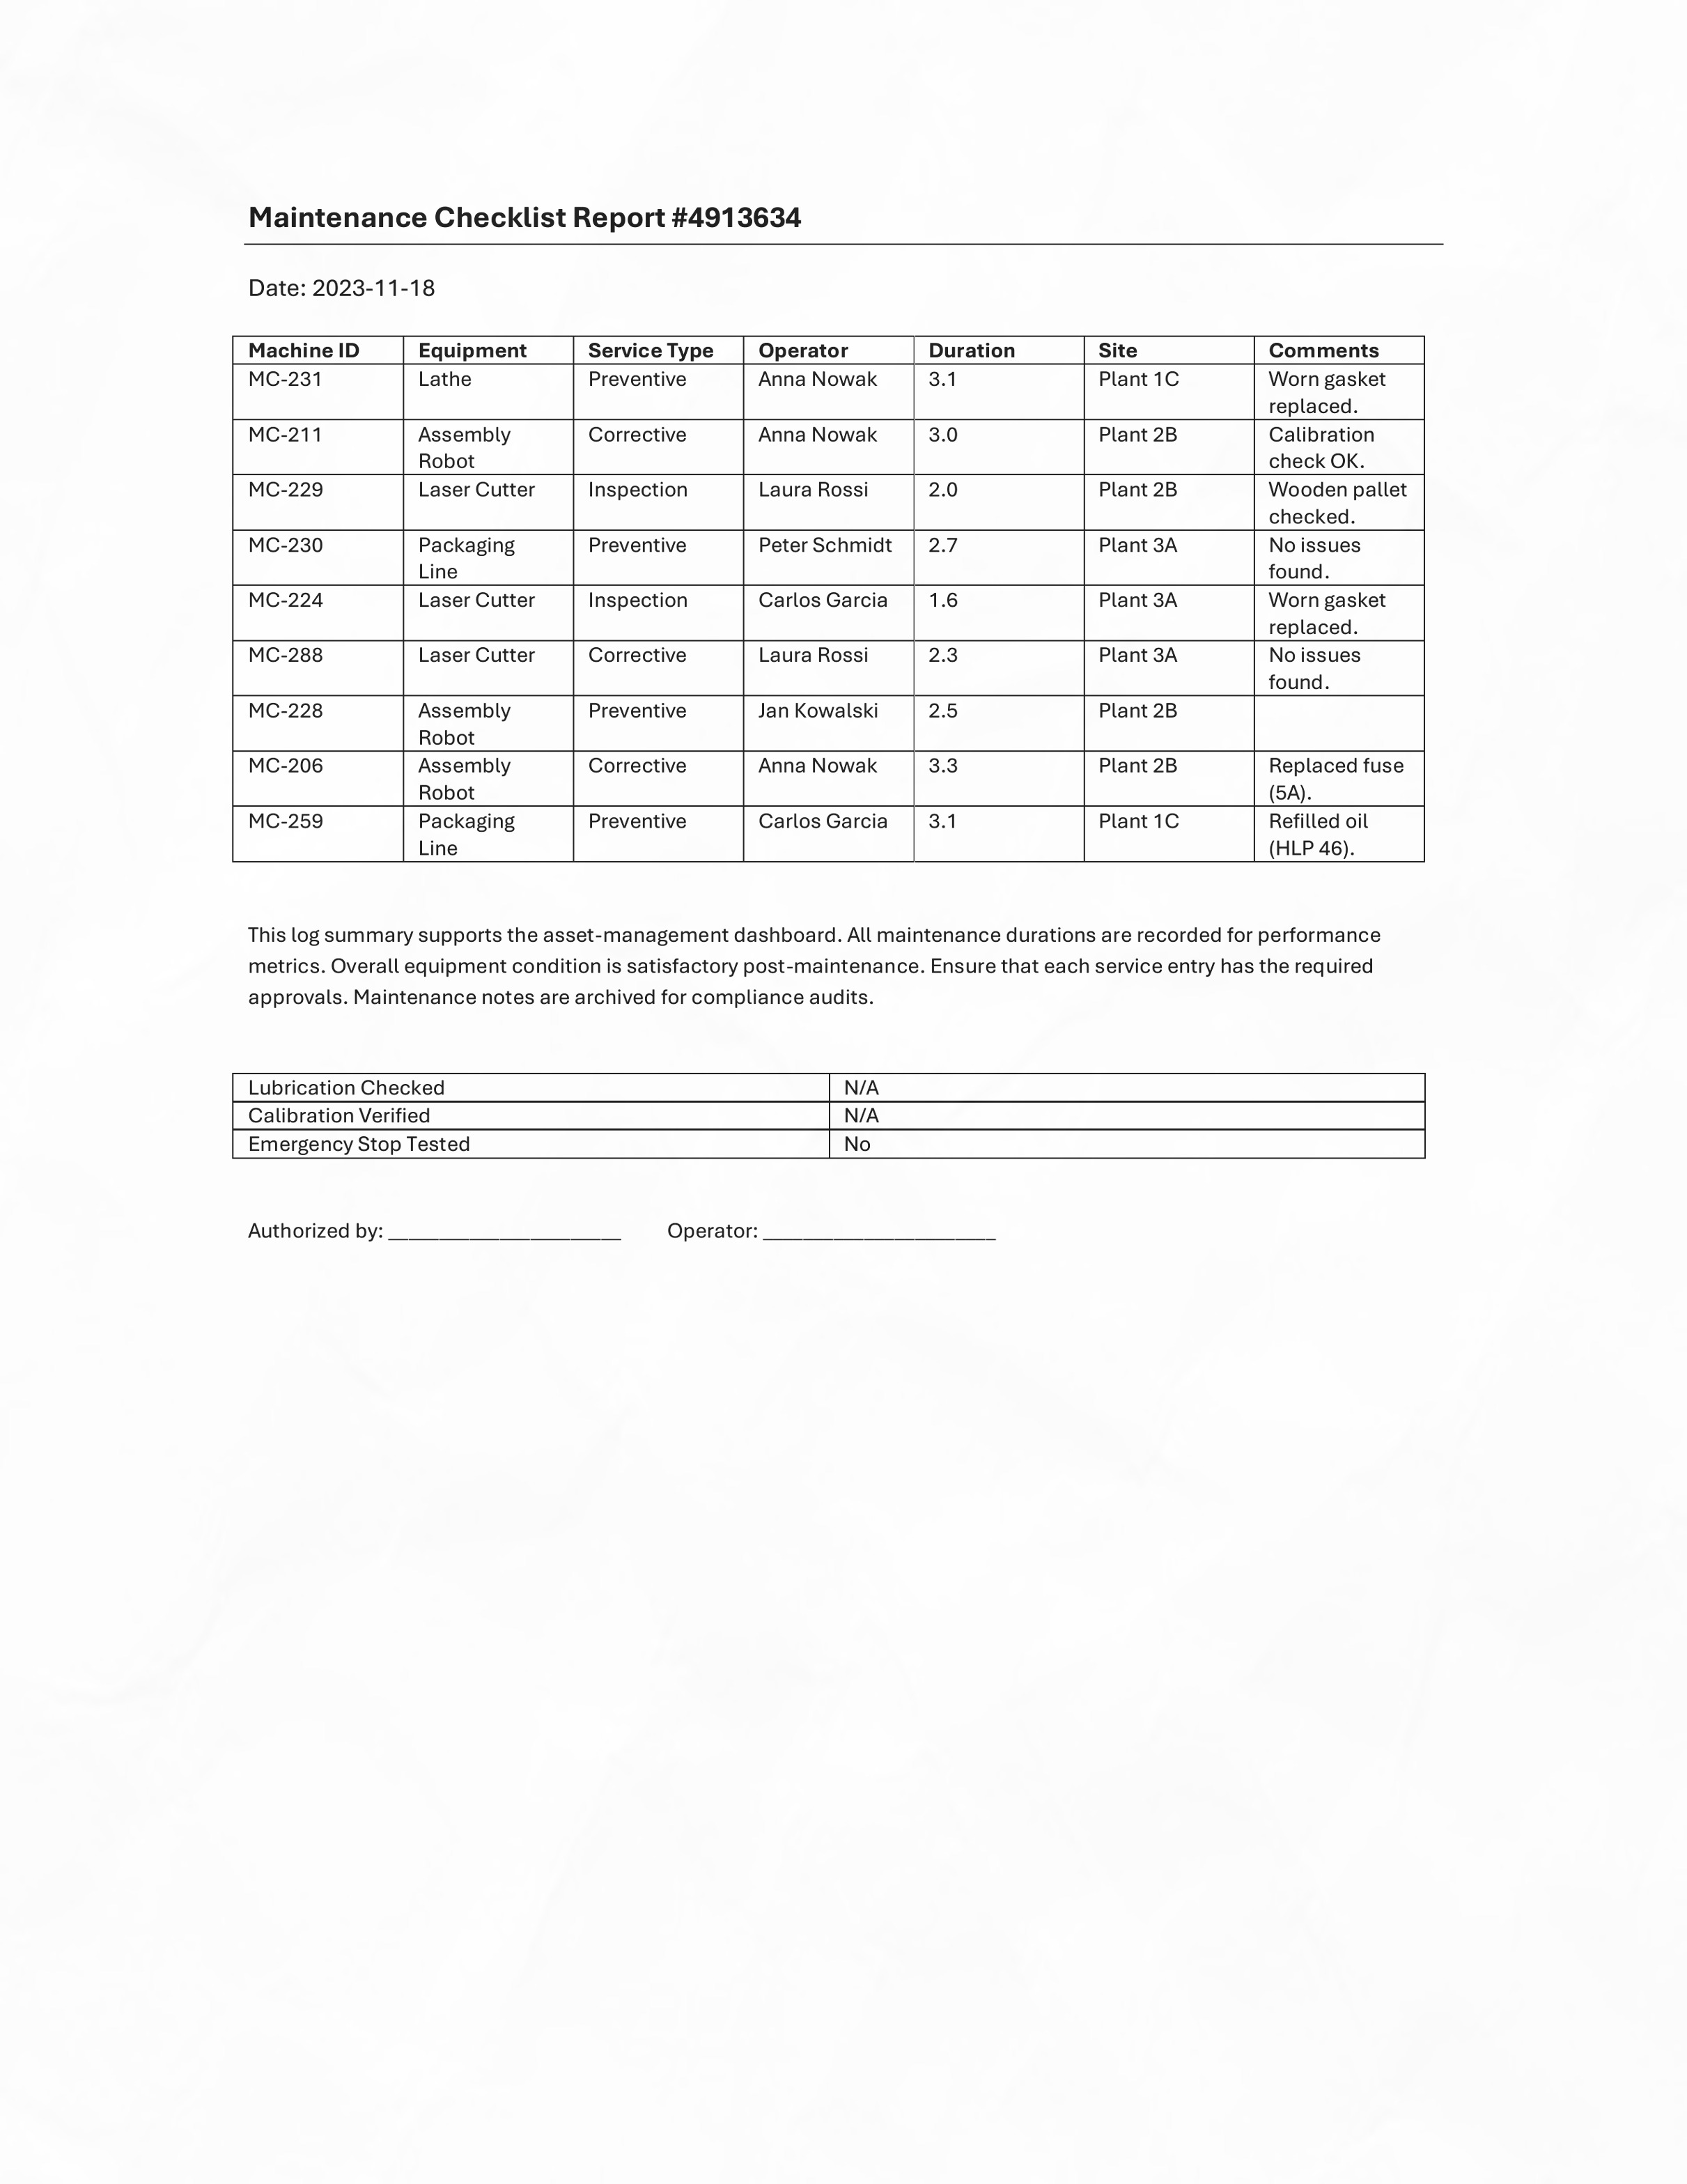 Maintenance Checklist Report #4913634
Date: 2023-11-18
Machine ID Equipment Service Type Operator Duration Site Comments
MC-231 Lathe Preventive Anna Nowak 3.1 Plant 1C Worn gasket
replaced.
MC-211 Assembly Corrective Anna Nowak 3.0 Plant 2B Calibration
Robot check OK.
MC-229 Laser Cutter Inspection Laura Rossi 2.0 Plant 2B Wooden pallet
checked.
MC-230 Packaging Preventive Peter Schmidt 2.7 Plant 3A No issues
Line found.
MC-224 Laser Cutter Inspection Carlos Garcia 1.6 Plant 3A Worn gasket
replaced.
MC-288 Laser Cutter Corrective Laura Rossi 2.3 Plant 3A No issues
found.
MC-228 Assembly Preventive Jan Kowalski 2.5 Plant 2B
Robot
MC-206 Assembly Corrective Anna Nowak 3.3 Plant 2B Replaced fuse
Robot (5A).
MC-259 Packaging Preventive Carlos Garcia 3.1 Plant 1C Refilled oil
Line (HLP 46).
This log summary supports the asset-management dashboard. All maintenance durations are recorded for performance
metrics. Overall equipment condition is satisfactory post-maintenance. Ensure that each service entry has the required
approvals. Maintenance notes are archived for compliance audits.
Lubrication Checked N/A
Calibration Verified N/A
Emergency Stop Tested No
Authorized by: _______________________ Operator: _______________________